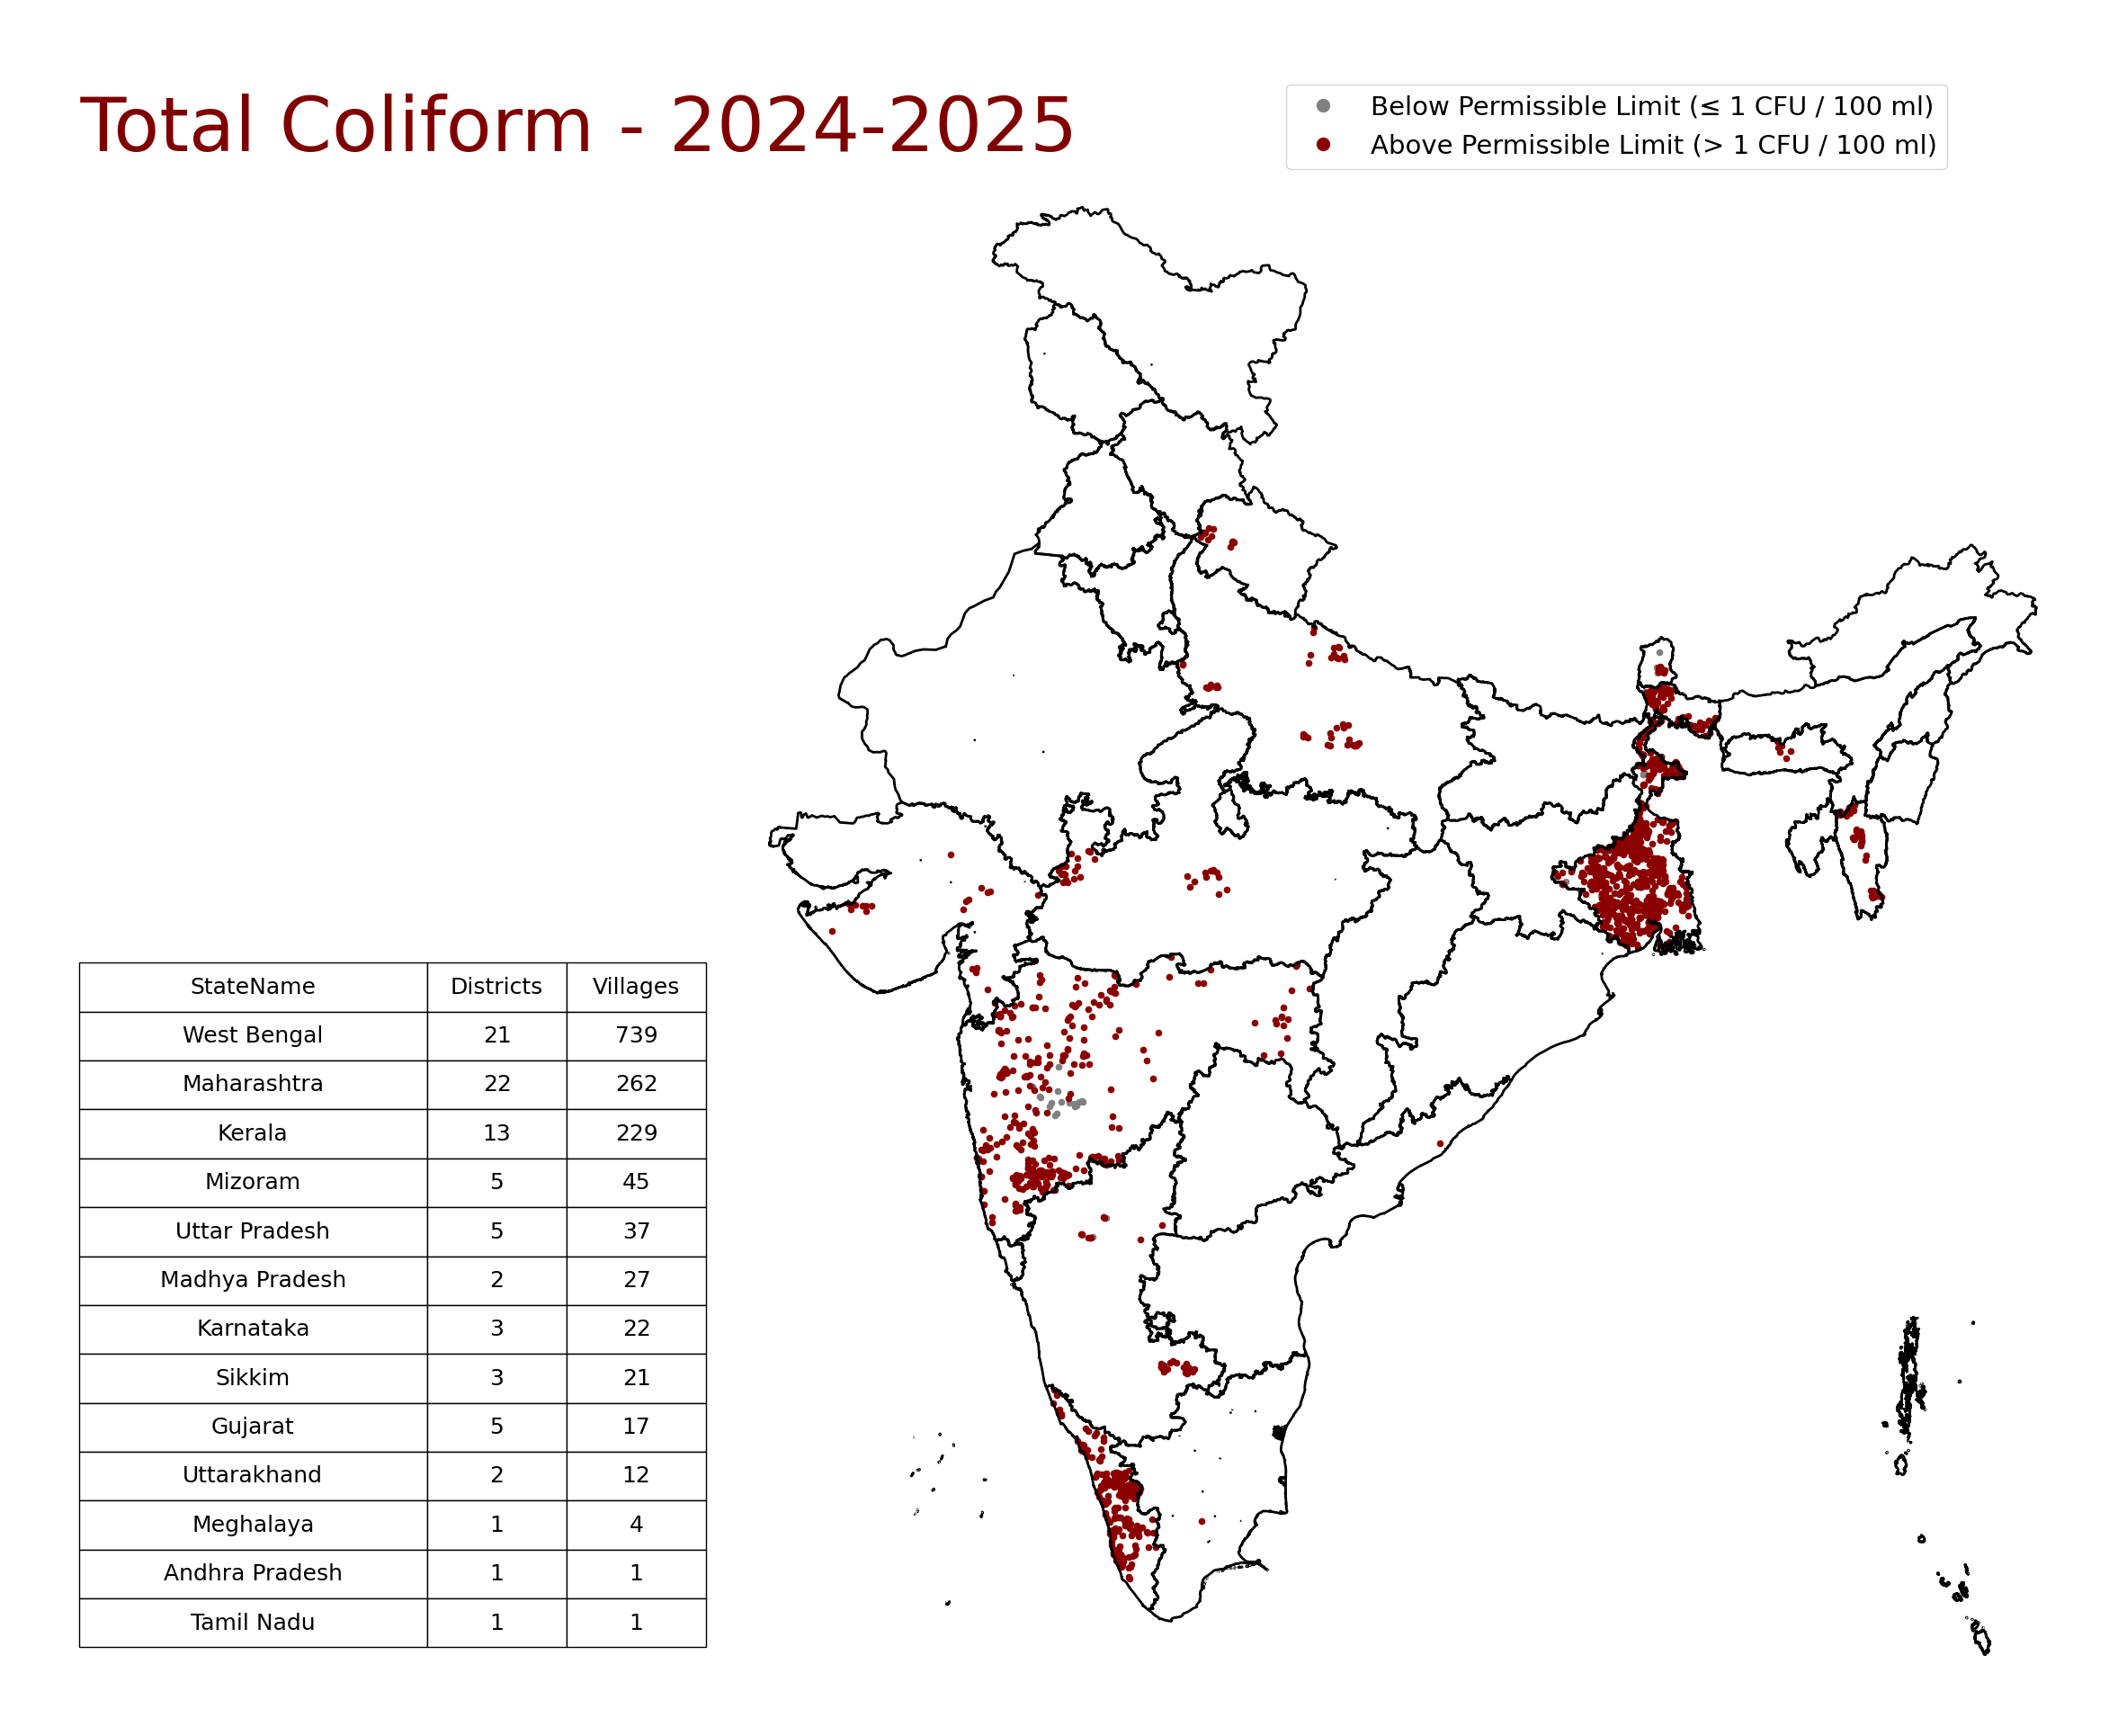 Total Coliform - 2024-2025
Below Permissible Limit (≤ 1 CFU / 100 ml)
Above Permissible Limit (> 1 CFU / 100 ml)
StateName Districts Villages
West Bengal 21 739
Maharashtra 22 262
Kerala 13 229
Mizoram 5 45
Uttar Pradesh 5 37
Madhya Pradesh 2 27
Karnataka 3 22
Sikkim 3 21
Gujarat 5 17
Uttarakhand 2 12
Meghalaya 1 4
Andhra Pradesh 1 1
Tamil Nadu 1 1